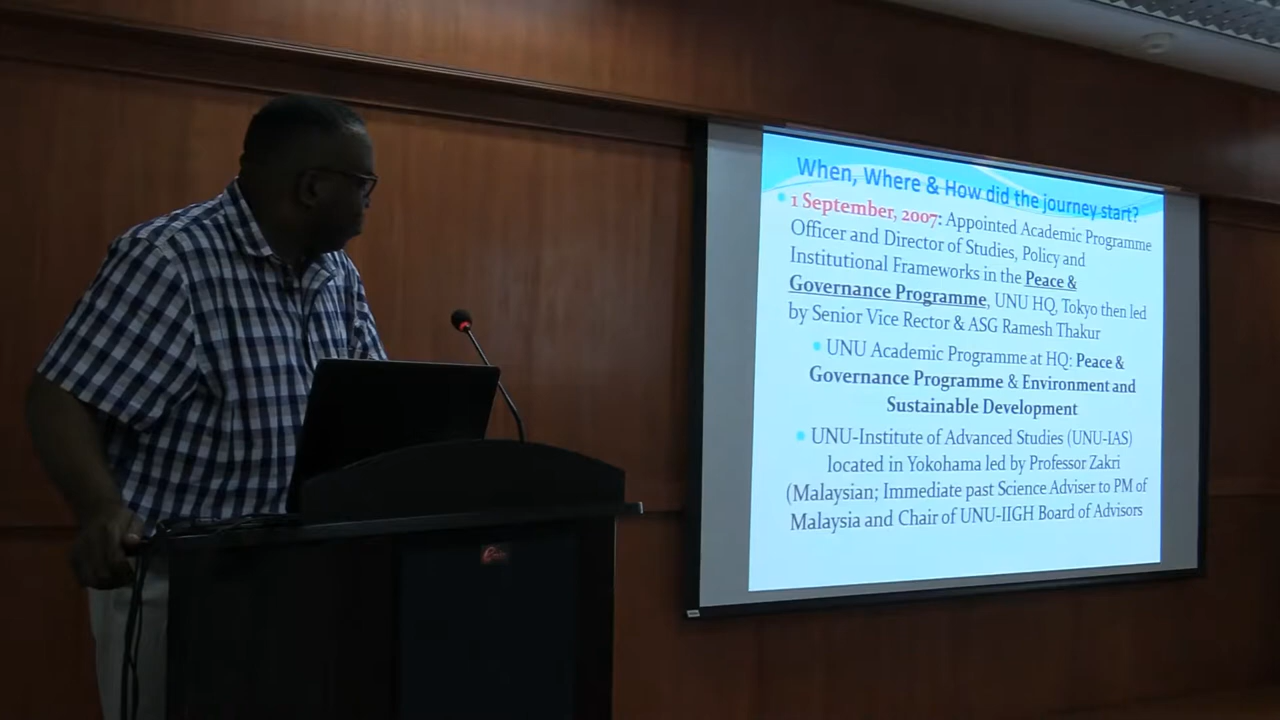 When, Where & How did the journey start?
• 1 September, 2007: Appointed Academic Programme
Officer and Director of Studies, Policy and
Institutional Frameworks in the Peace &
Governance Programme, UNU HQ, Tokyo then led
by Senior Vice Rector & ASG Ramesh Thakur
• UNU Academic Programme at HQ: Peace &
Governance Programme & Environment and
Sustainable Development
• UNU-Institute of Advanced Studies (UNU-IAS)
located in Yokohama led by Professor Zakri
(Malaysian; Immediate past Science Adviser to PM of
Malaysia and Chair of UNU-IIGH Board of Advisors